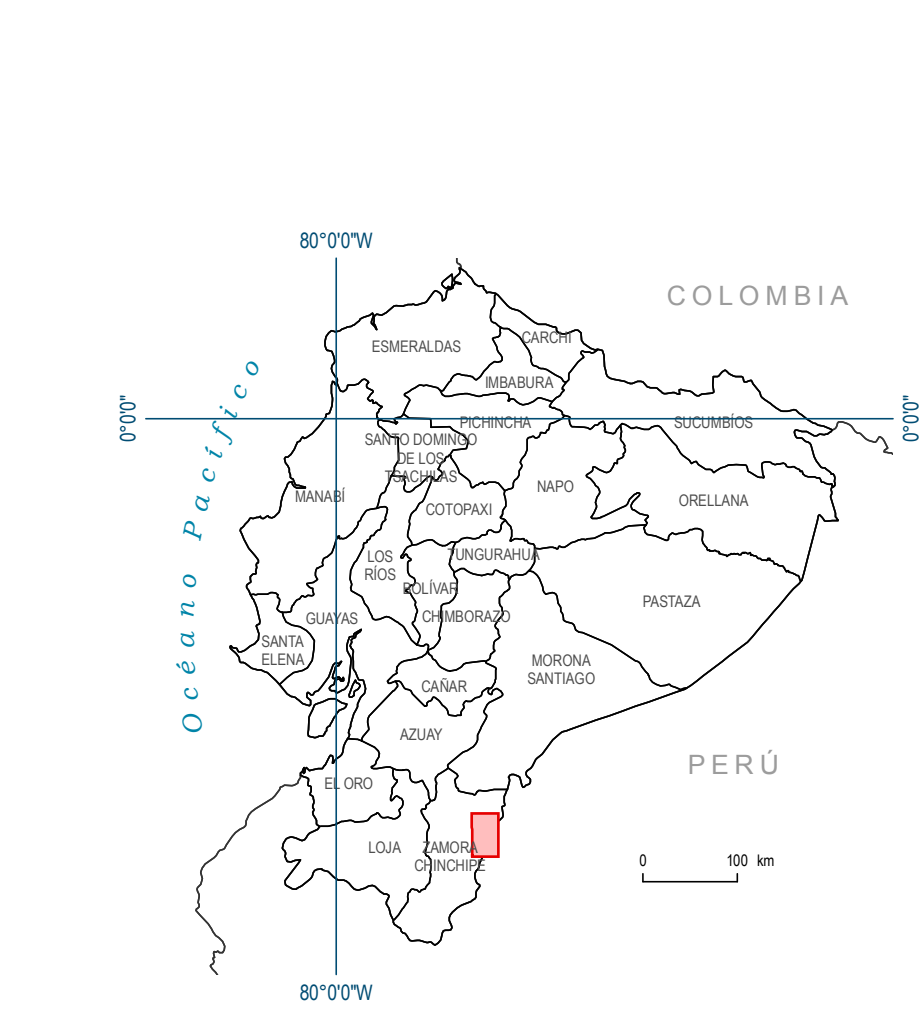 80°0'0"W
COLOMBIA
CARCHI
ESMERALDAS
IMBABURA
0°0'0"
PICHINCHA
SUCUMBÍOS
0°0'0"
Océano Pacífico
SANTO DOMINGO
DE LOS
TSACHILAS
MANABÍ
NAPO
ORELLANA
COTOPAXI
LOS
RÍOS
TUNGURAHUA
BOLÍVAR
PASTAZA
GUAYAS
CHIMBORAZO
SANTA
ELENA
MORONA
SANTIAGO
CAÑAR
AZUAY
PERÚ
EL ORO
LOJA
ZAMORA
CHINCHIPE
0 100 km
80°0'0"W